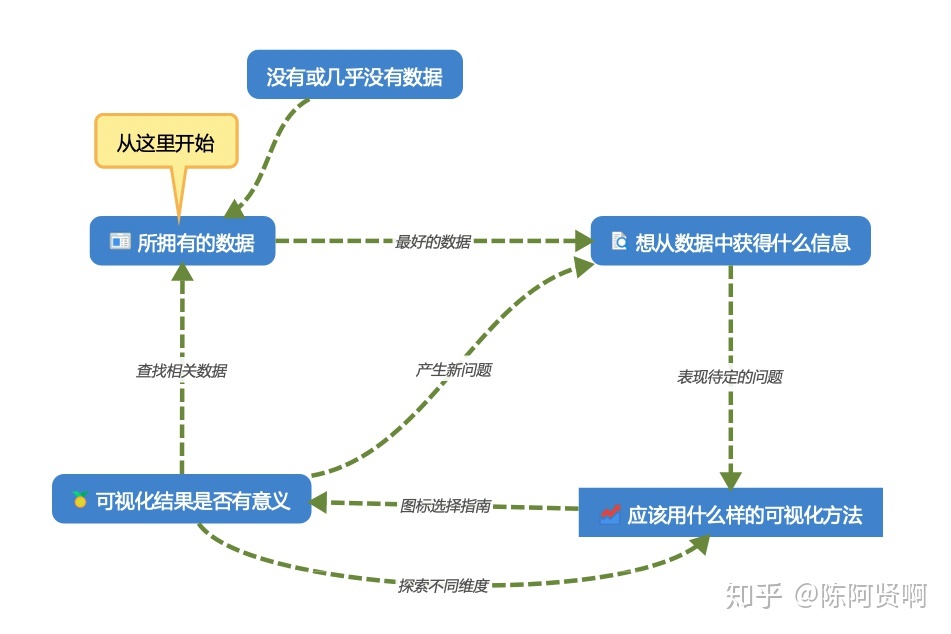 没有或几乎没有数据
从这里开始
所拥有的数据
最好的数据
想从数据中获得什么信息
查找相关数据
产生新问题
表现待定的问题
可视化结果是否有意义
图标选择指南
应该用什么样的可视化方法
探索不同维度
知乎 @陈阿贤啊